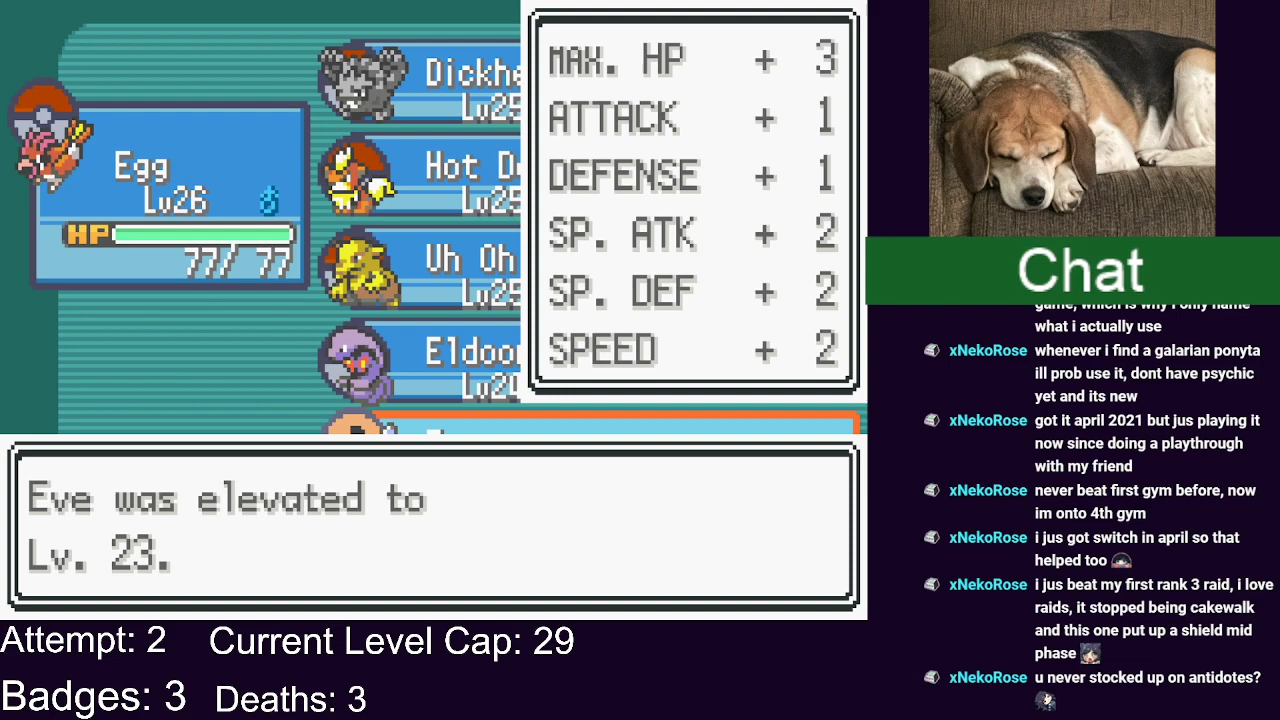 Egg
Lv26
HP
77/ 77
Lv25
Hot
Lv25
Uh Oh
Lv25
MAX. HP + 3
ATTACK + 1
DEFENSE + 1
SP. ATK + 2
SP. DEF + 2
SPEED + 2
Eve was elevated to
Lv. 23.
Attempt: 2 Current Level Cap: 29
Badges: 3 Deaths: 3
Chat
game, which is why i only name
what i actually use
xNekoRose whenever i find a galarian ponyta
ill prob use it, dont have psychic
yet and its new
xNekoRose got it april 2021 but jus playing it
now since doing a playthrough
with my friend
xNekoRose never beat first gym before, now
im onto 4th gym
xNekoRose i jus got switch in april so that
helped too
xNekoRose i jus beat my first rank 3 raid, i love
raids, it stopped being cakewalk
and this one put up a shield mid
phase
xNekoRose u never stocked up on antidotes?